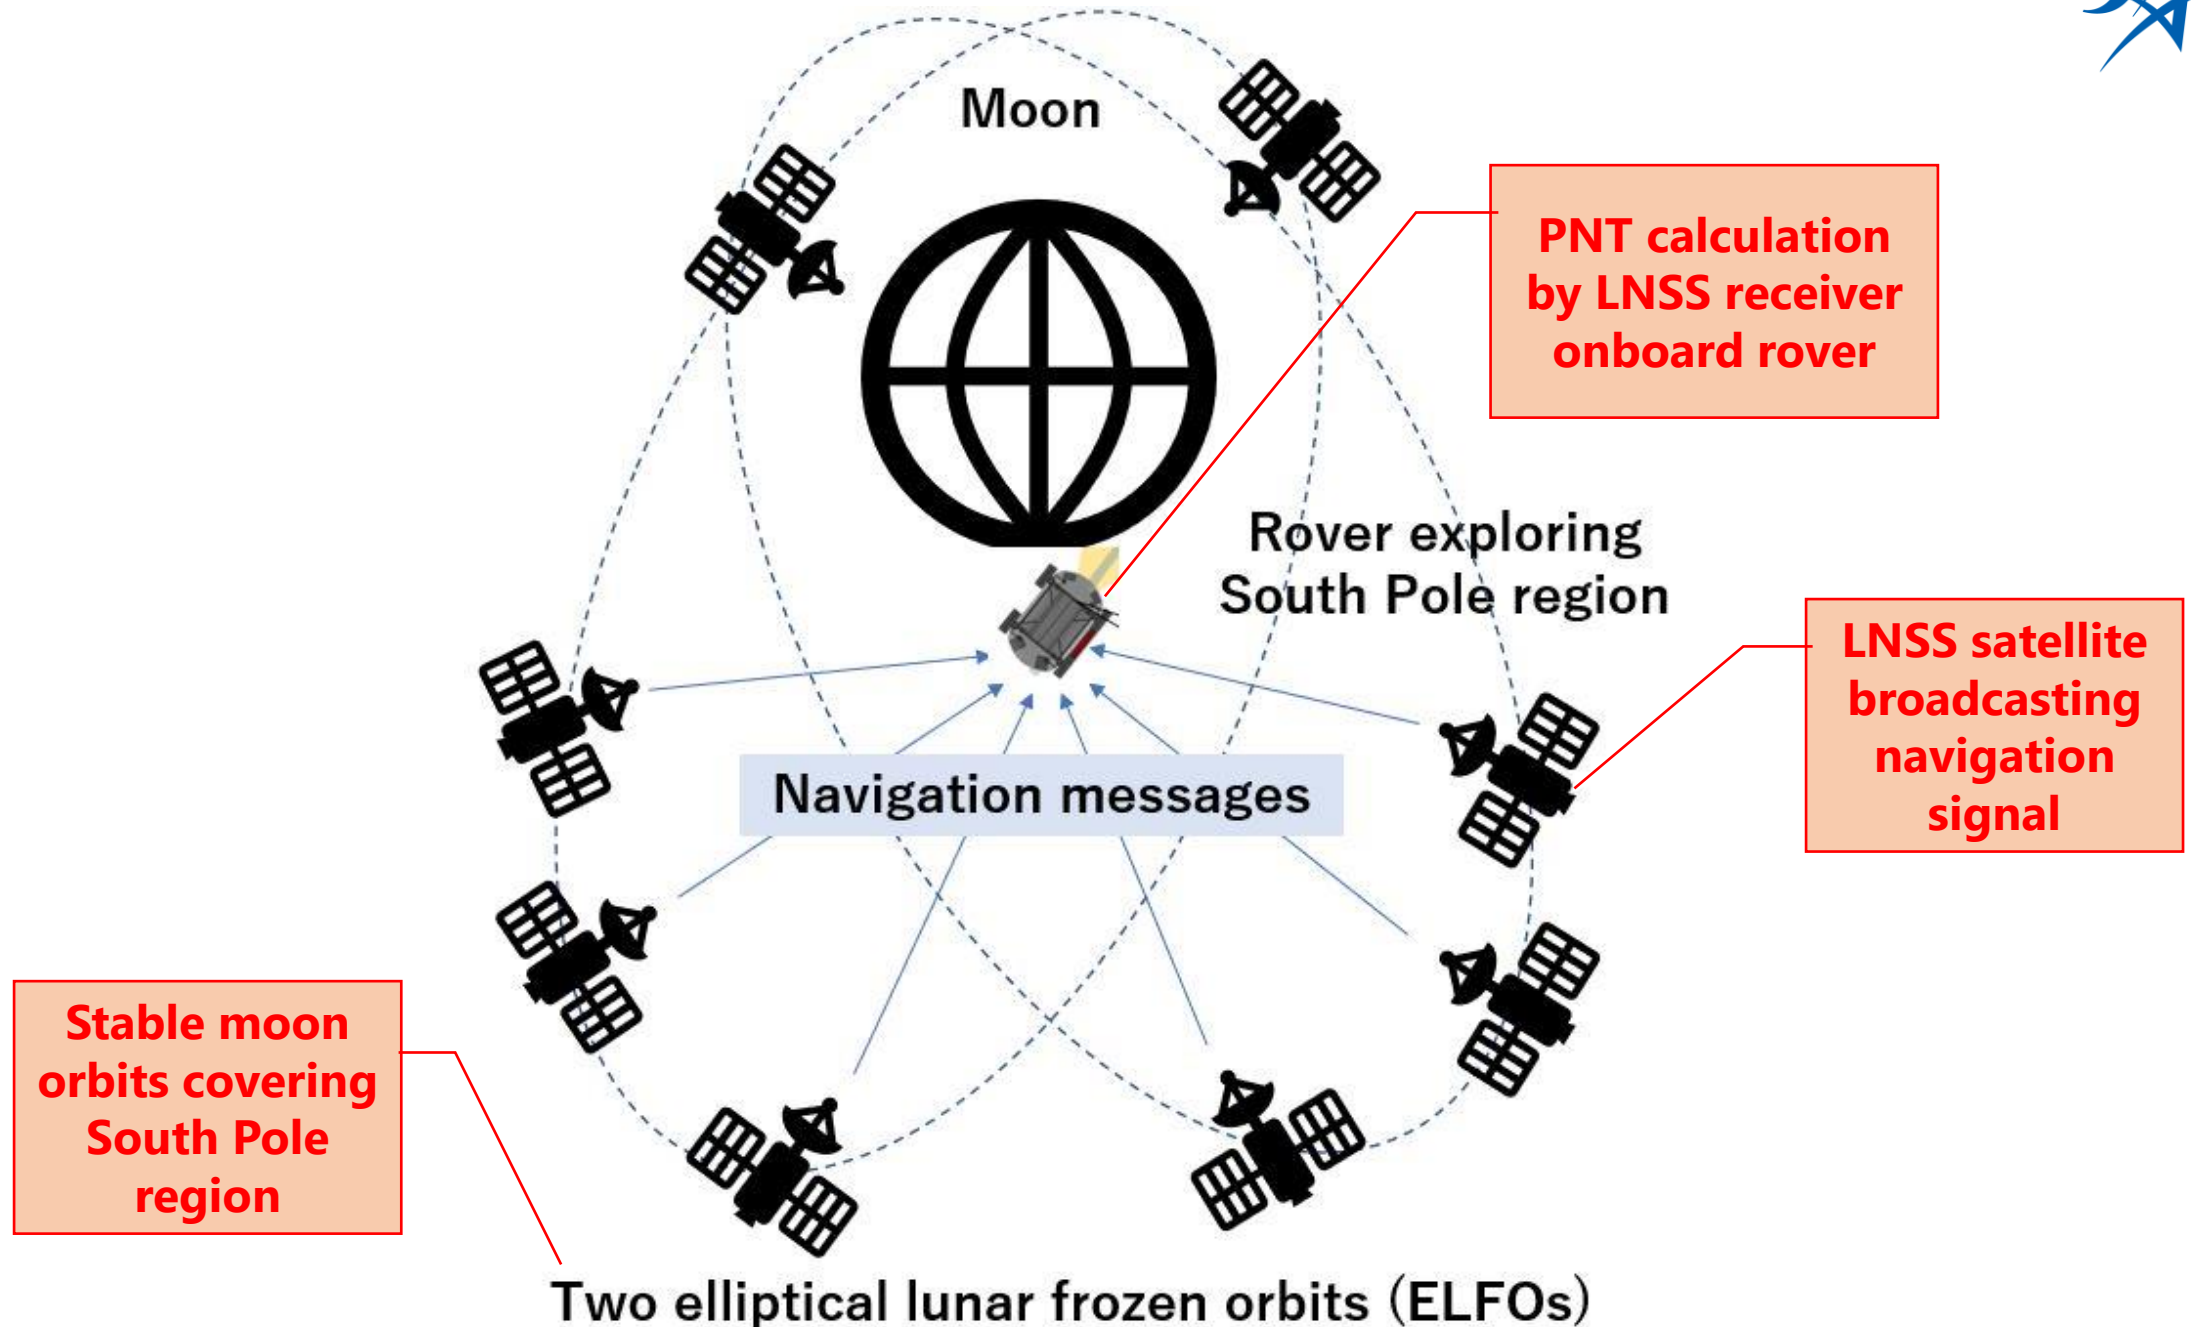 Moon
PNT calculation
by LNSS receiver
onboard rover
Rover exploring
South Pole region
LNSS satellite
broadcasting
navigation
signal
Navigation messages
Stable moon
orbits covering
South Pole
region
Two elliptical lunar frozen orbits (ELFOs)